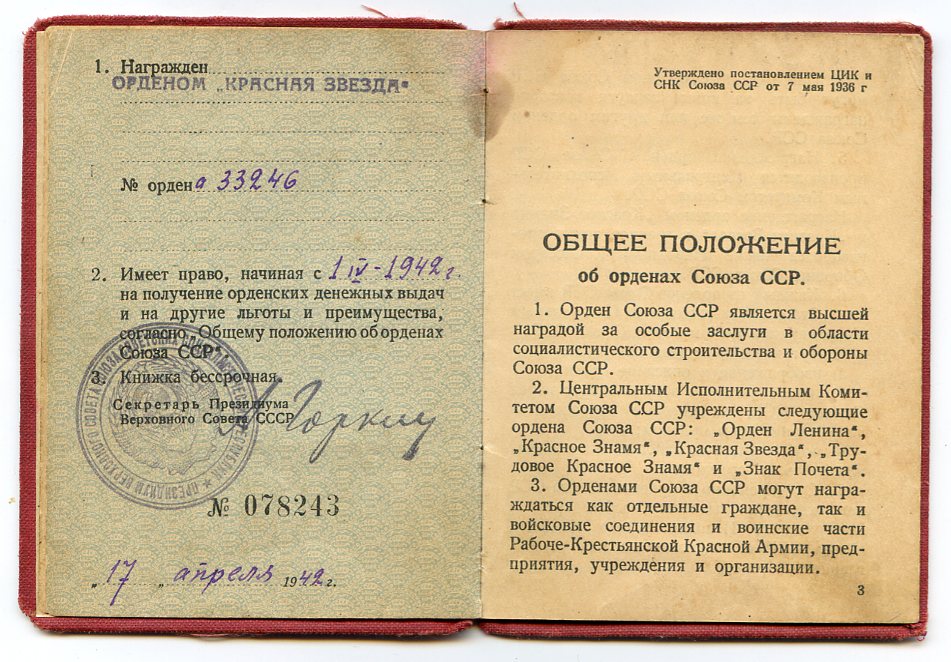 1. Награжден
ОРДЕНОМ „КРАСНАЯ ЗВЕЗДА"
№ ордена 33246
2. Имеет право, начиная с 1 IV-1942 г.
на получение орденских денежных выдач
и на другие льготы и преимущества,
согласно „Общему положению об орденах
Союза ССР"
3. Книжка бессрочная.
Секретарь Президиума
Верховного Совета СССР
А Горкин
№ 078243
„17 „ апреля 1942 г.
Утверждено постановлением ЦИК и
СНК Союза ССР от 7 мая 1936 г
ОБЩЕЕ ПОЛОЖЕНИЕ
об орденах Союза ССР.
1. Орден Союза ССР является высшей
наградой за особые заслуги в области
социалистического строительства и обороны
Союза ССР.
2. Центральным Исполнительным Коми-
тетом Союза ССР учреждены следующие
ордена Союза ССР: „Орден Ленина",
„Красное Знамя", „Красная Звезда", „Тру-
довое Красное Знамя" и „Знак Почета".
3. Орденами Союза ССР могут награ-
ждаться как отдельные граждане, так и
войсковые соединения и воинские части
Рабоче-Крестьянской Красной Армии, пред-
приятия, учреждения и организации.
3